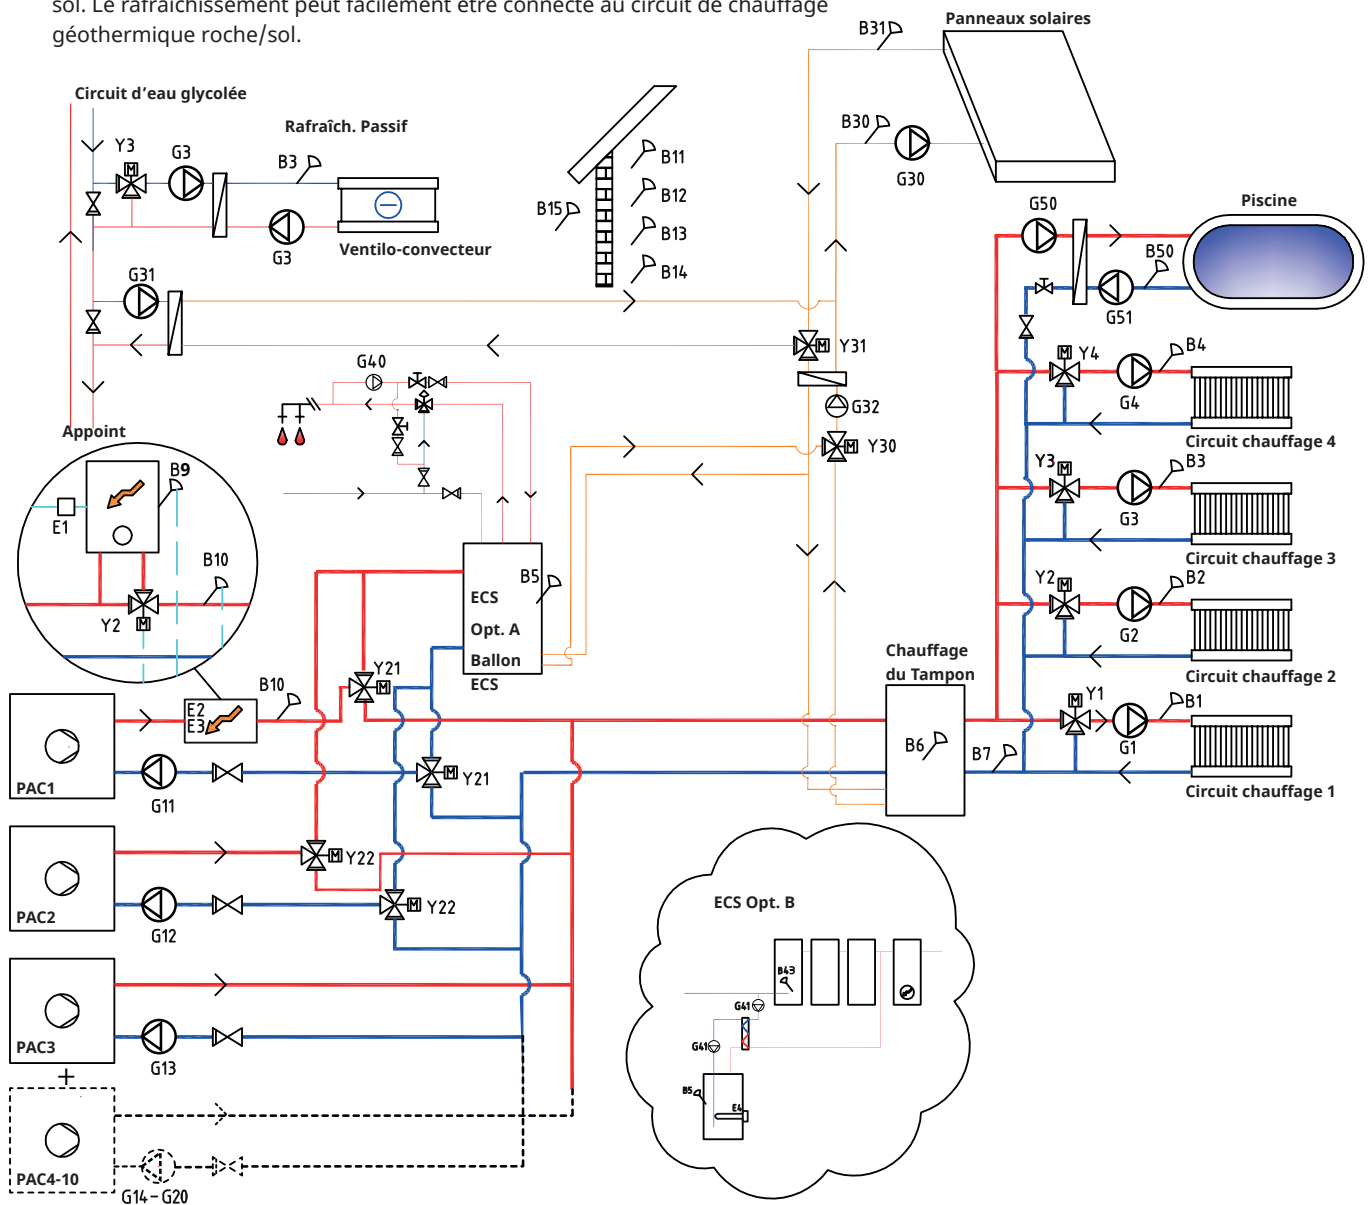 sol. Le rafraîchissement peut facilement être connecté au circuit de chauffage
géothermique roche/sol.
Panneaux solaires
B31
B30
G30
Circuit d'eau glycolée
Rafraîch. Passif
Y3
G3
B3
G3
Ventilo-convecteur
B11
B12
B15
B13
B14
G31
Y31
G32
Y30
G40
Piscine
G50
B50
G51
Y4
B4
G4
Circuit chauffage 4
Y3
B3
G3
Circuit chauffage 3
Y2
B2
G2
Circuit chauffage 2
Y1
B1
G1
Circuit chauffage 1
Appoint
B9
E1
B10
Y2
M
B5
ECS
Opt. A
Ballon
ECS
Chauffage
du Tampon
B6
B7
E2
E3
B10
Y21
M
PAC1
G11
Y21
M
PAC2
G12
Y22
M
Y22
M
PAC3
G13
+
PAC4-10
G14-G20
ECS Opt. B
B43
G41
G41
B5
E4